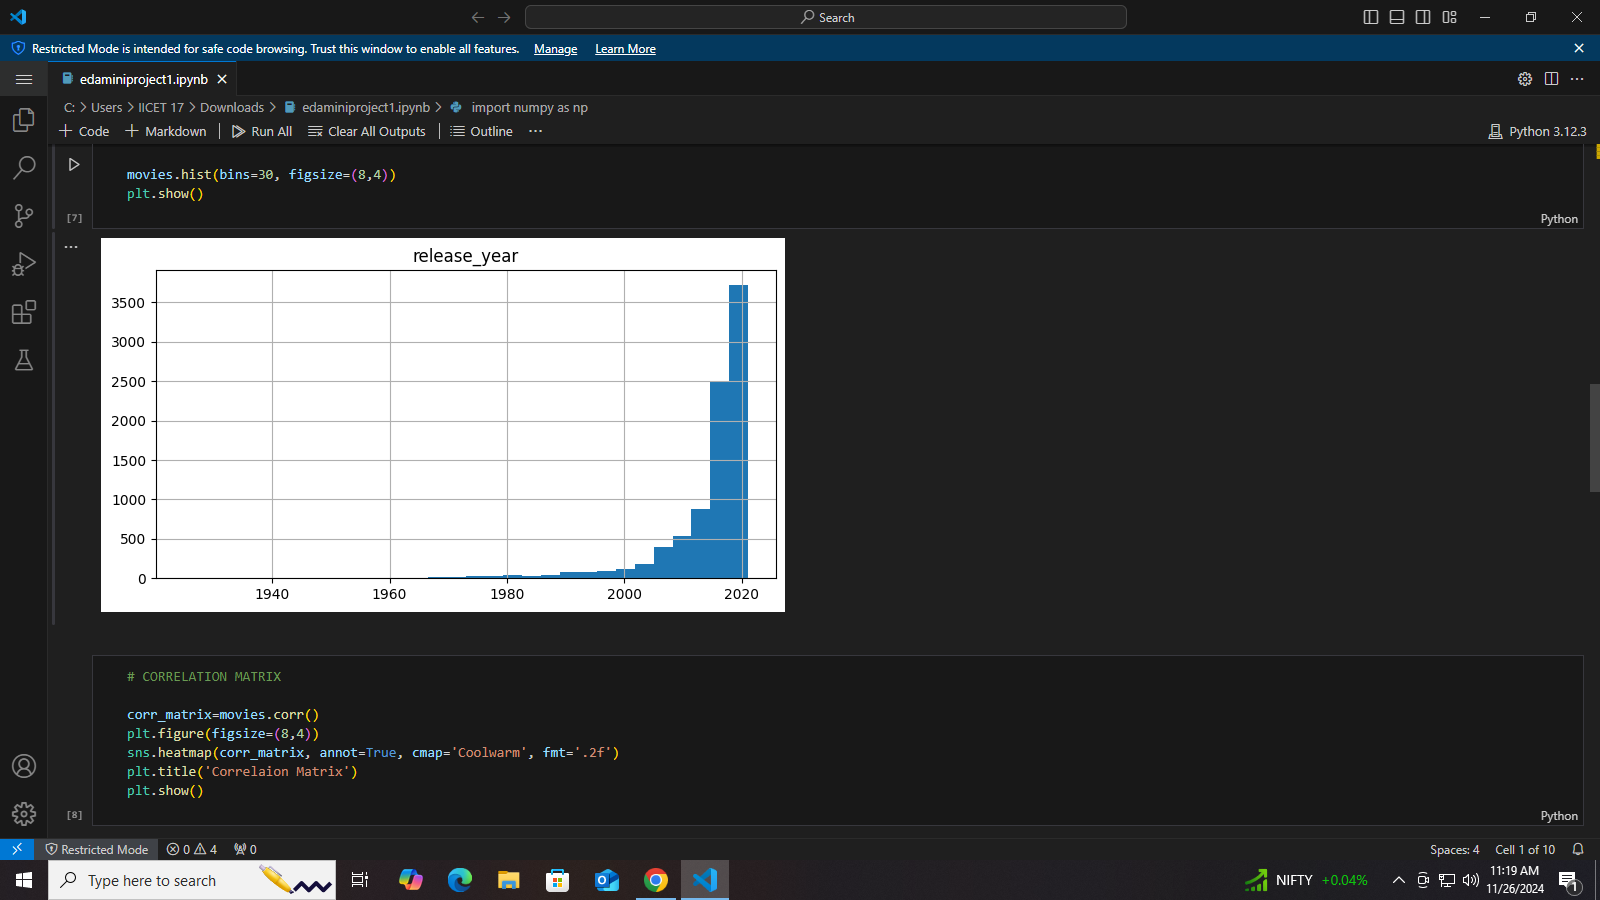 Search
Restricted Mode is intended for safe code browsing. Trust this window to enable all features. Manage Learn More
edaminiproject1.ipynb
C: > Users > IICET 17 > Downloads > edaminiproject1.ipynb > import numpy as np
+ Code + Markdown | Run All Clear All Outputs | Outline ... Python 3.12.3
movies.hist(bins=30, figsize=(8,4))
plt.show()
[7] Python
...
release_year
3500
3000
2500
2000
1500
1000
500
0
1940 1960 1980 2000 2020
# CORRELATION MATRIX
corr_matrix=movies.corr()
plt.figure(figsize=(8,4))
sns.heatmap(corr_matrix, annot=True, cmap='Coolwarm', fmt='.2f')
plt.title('Correlaion Matrix')
plt.show()
[8] Python
Restricted Mode 0 4 0 Spaces: 4 Cell 1 of 10
Type here to search NIFTY +0.04% 11:19 AM
11/26/2024 1